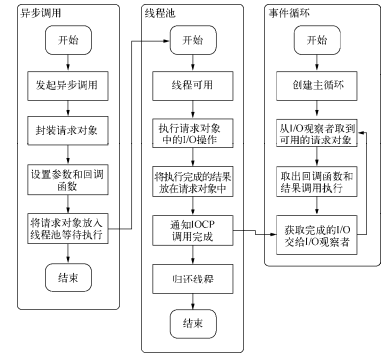 异步调用
开始
发起异步调用
封装请求对象
设置参数和回调
函数
将请求对象放入
线程池等待执行
结束
线程池
开始
线程可用
执行请求对象
中的I/O操作
将执行完成的结果
放在请求对象中
通知IOCP
调用完成
归还线程
结束
事件循环
开始
创建主循环
从I/O观察者取到
可用的请求对象
取出回调函数和
结果调用执行
获取完成的I/O
交给I/O观察者